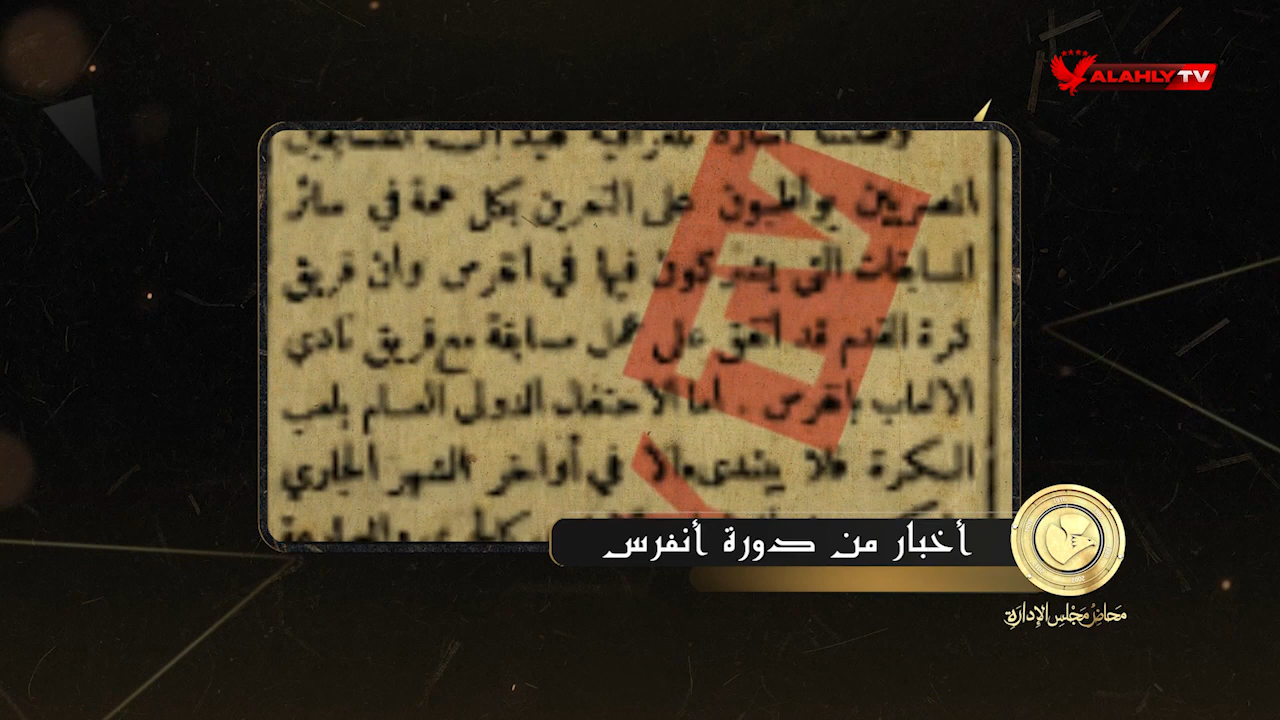 ALAHLY TV
المصريين يواظبون على التمرين بكل همة في سائر
المسابقات التي يشتركون فيها في أنفرس وان فريق
كرة القدم قد أتفق على عمل مسابقة مع فريق نادي
الالعاب بانفرس . أما الاحتفال الدولي العام بلعب
الكرة فلا يبتدىء الا في أواخر الشهر الجاري
أخبار من دورة أنفرس
محاضر مجلس الإدارة